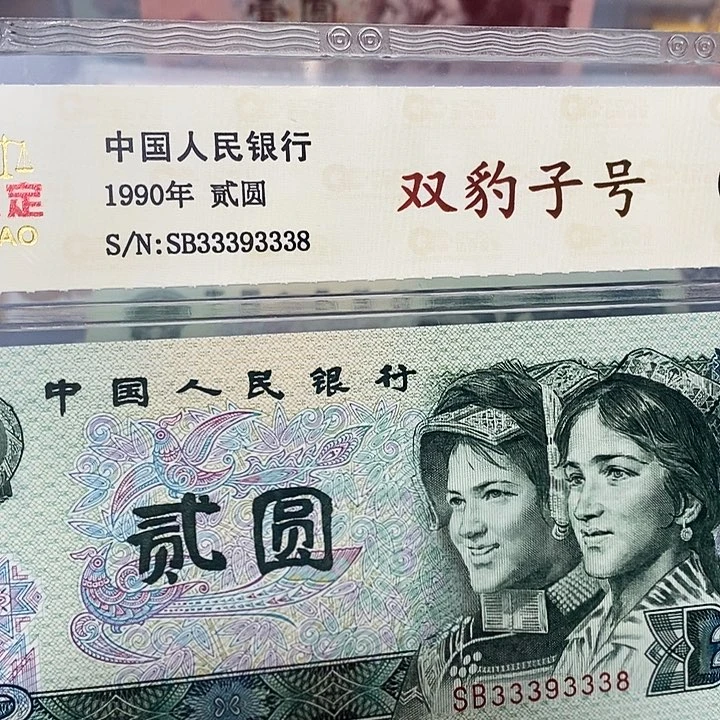 中国人民银行
1990年 贰圆
S/N:SB33393338
双豹子号
AO
中国人民银行
贰圆
SB33393338